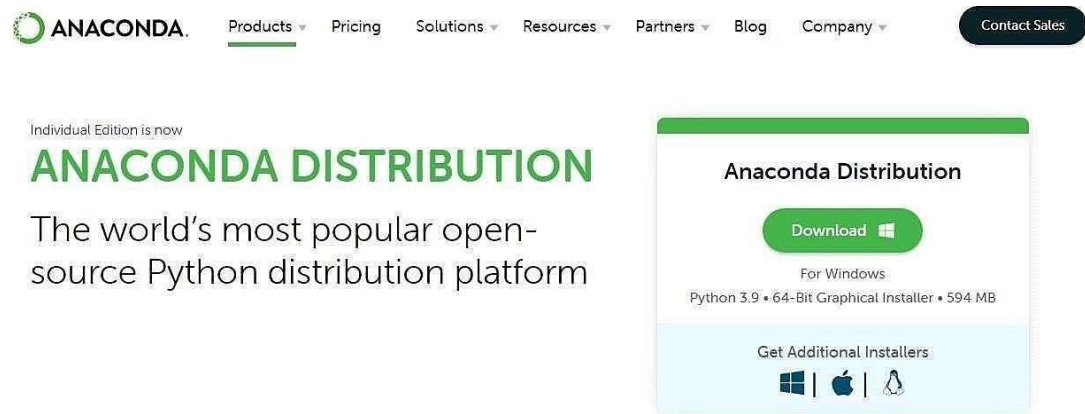 ANACONDA.
Products Pricing Solutions Resources Partners Blog Company Contact Sales
Individual Edition is now
ANACONDA DISTRIBUTION
The world's most popular open-
source Python distribution platform
Anaconda Distribution
Download
For Windows
Python 3.9 • 64-Bit Graphical Installer • 594 MB
Get Additional Installers
| |